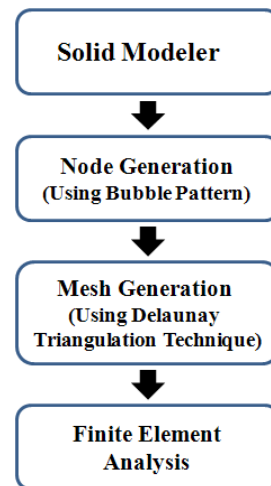 Solid Modeler
Node Generation
(Using Bubble Pattern)
Mesh Generation
(Using Delaunay
Triangulation Technique)
Finite Element
Analysis